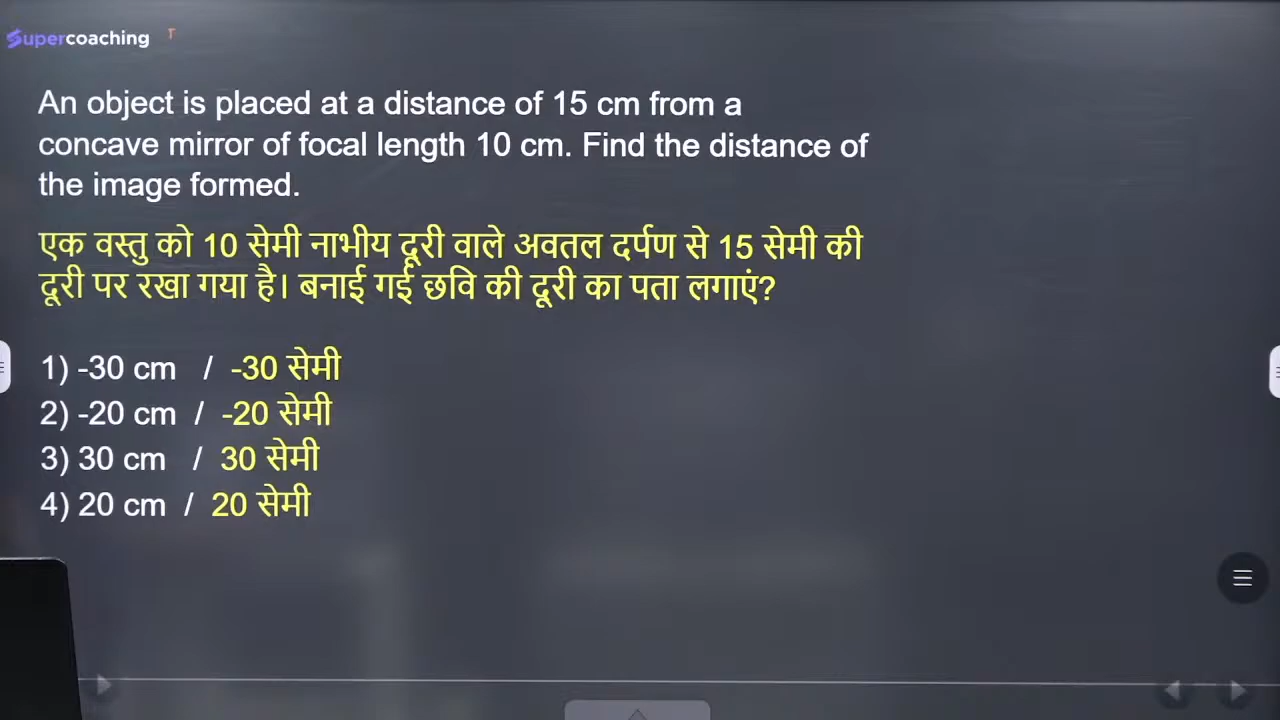 Supercoaching
An object is placed at a distance of 15 cm from a
concave mirror of focal length 10 cm. Find the distance of
the image formed.
एक वस्तु को 10 सेमी नाभीय दूरी वाले अवतल दर्पण से 15 सेमी की
दूरी पर रखा गया है। बनाई गई छवि की दूरी का पता लगाएं?
1) -30 cm / -30 सेमी
2) -20 cm / -20 सेमी
3) 30 cm / 30 सेमी
4) 20 cm / 20 सेमी